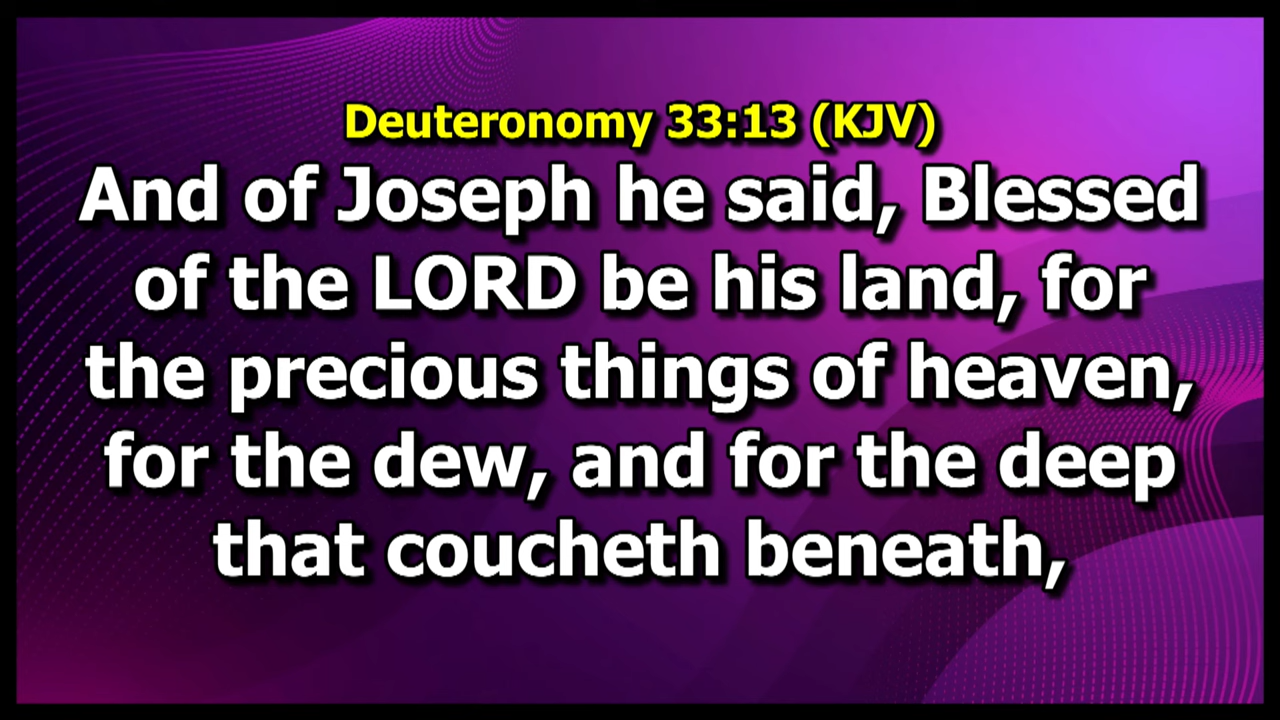 Deuteronomy 33:13 (KJV)
And of Joseph he said, Blessed
of the LORD be his land, for
the precious things of heaven,
for the dew, and for the deep
that coucheth beneath,